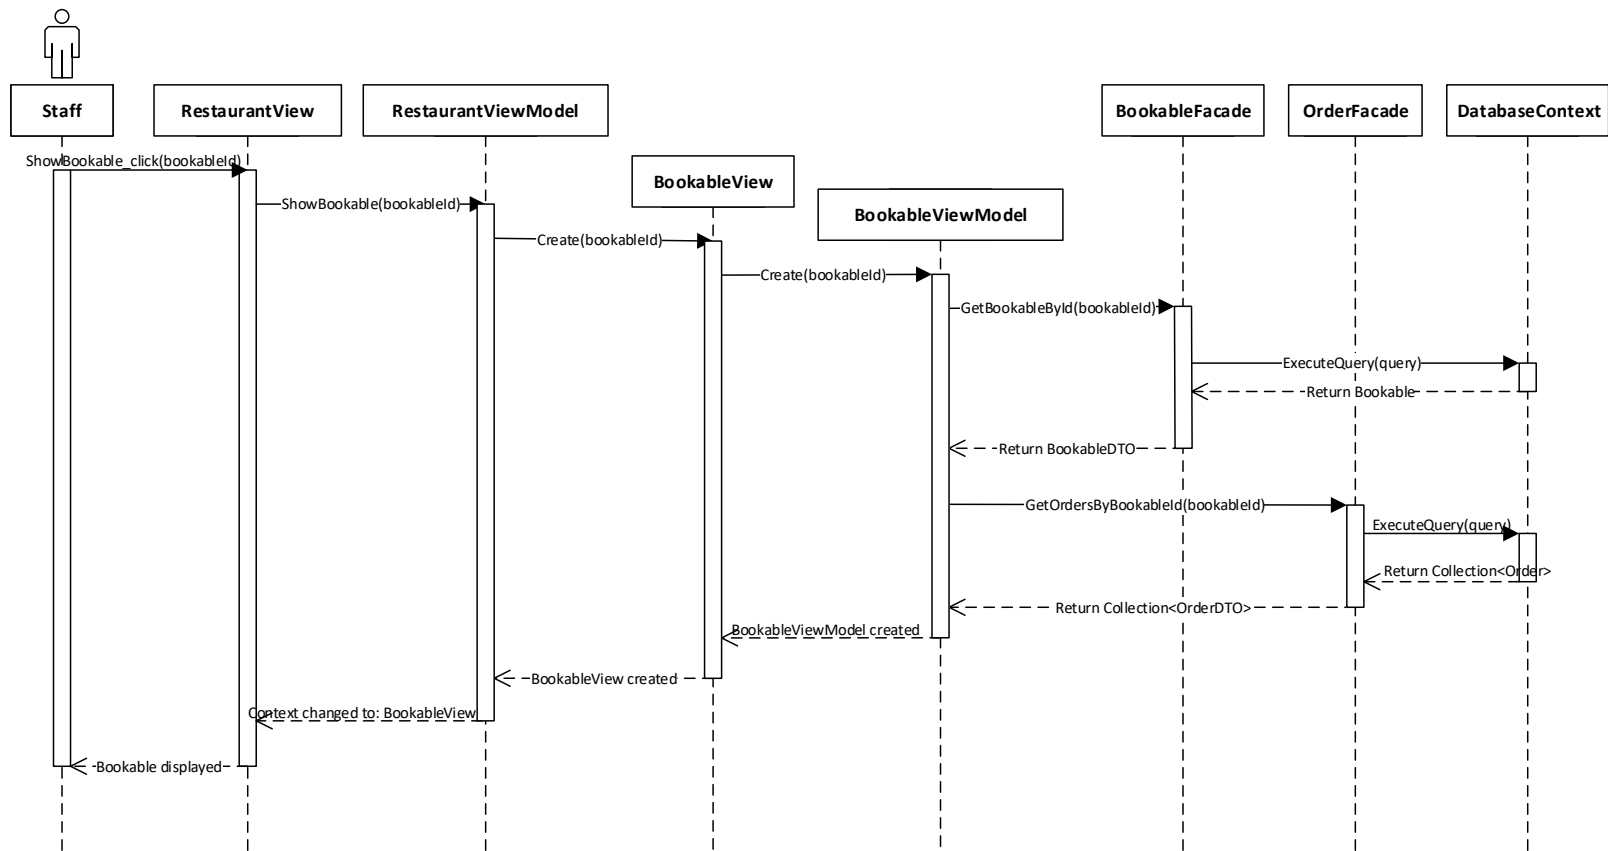 Staff
RestaurantView
RestaurantViewModel
BookableFacade
OrderFacade
DatabaseContext
BookableView
BookableViewModel
ShowBookable_click(bookableId)
ShowBookable(bookableId)
Create(bookableId)
Create(bookableId)
GetBookableById(bookableId)
ExecuteQuery(query)
Return Bookable
Return BookableDTO
GetOrdersByBookableId(bookableId)
ExecuteQuery(query)
Return Collection<Order>
Return Collection<OrderDTO>
BookableViewModel created
BookableView created
Context changed to: BookableView
Bookable displayed